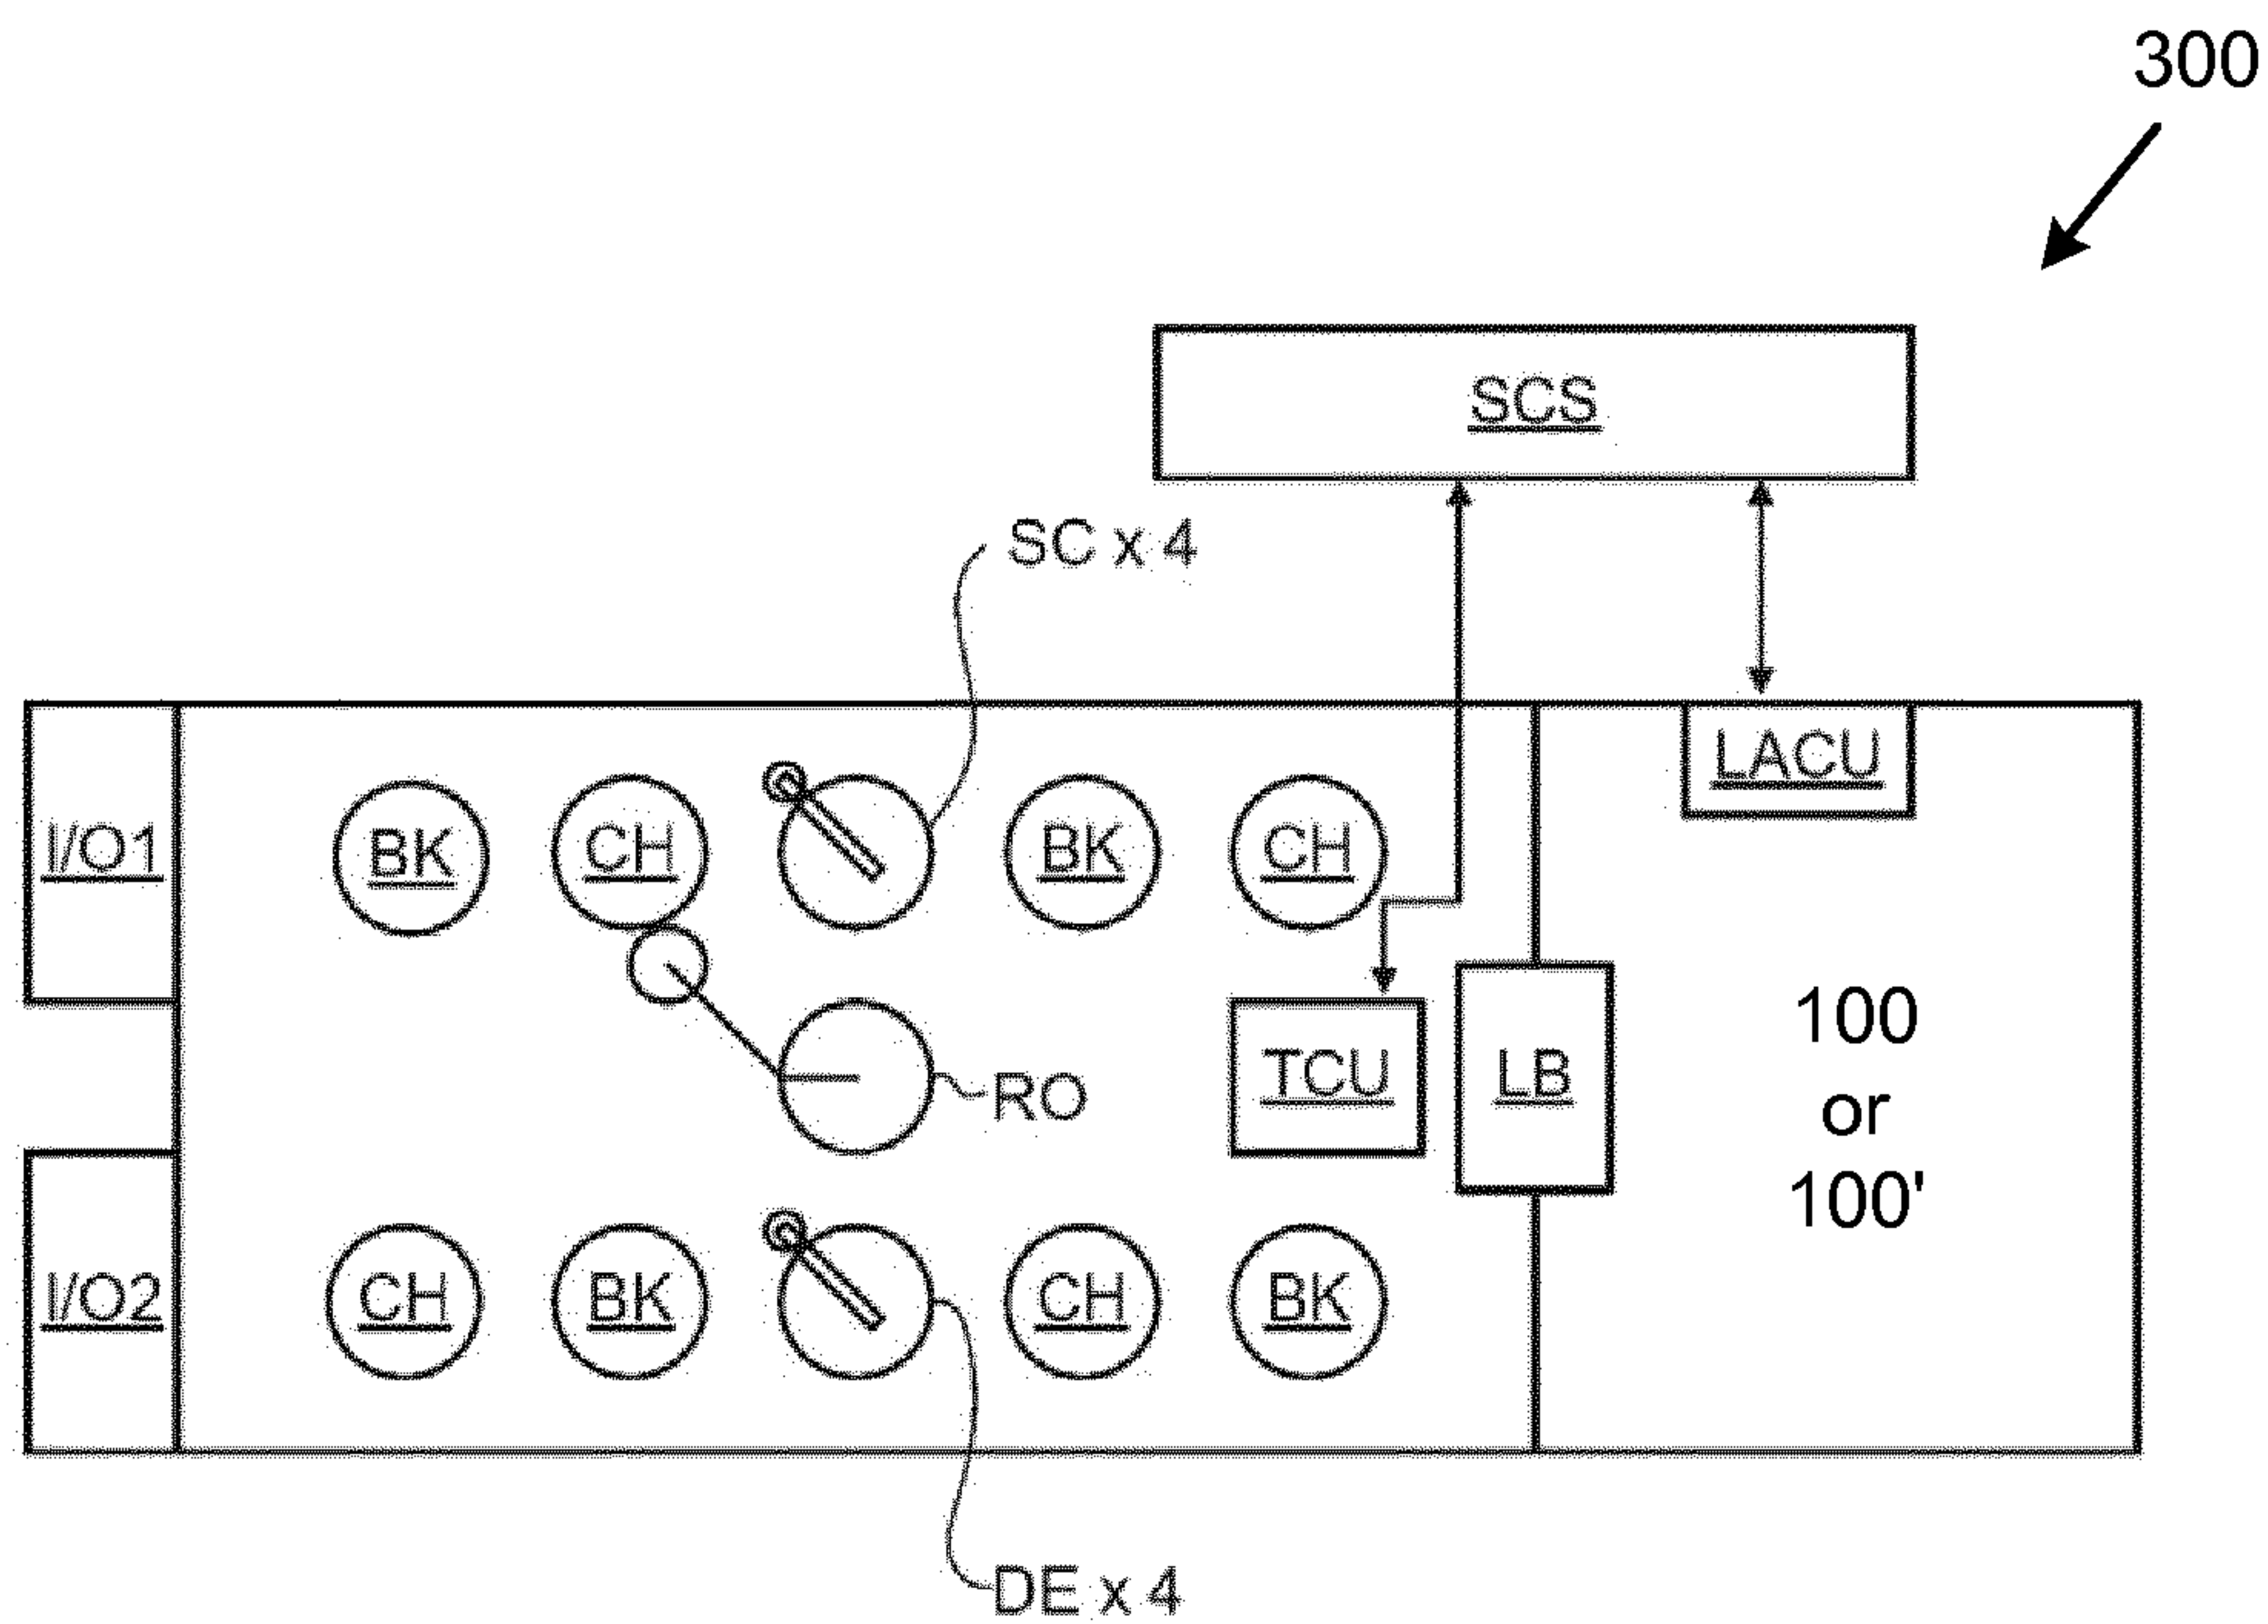 300
SCS
SC x 4
LACU
I/O1
BK
CH
BK
CH
TCU
LB
RO
100
or
100'
I/O2
CH
BK
CH
BK
DE x 4